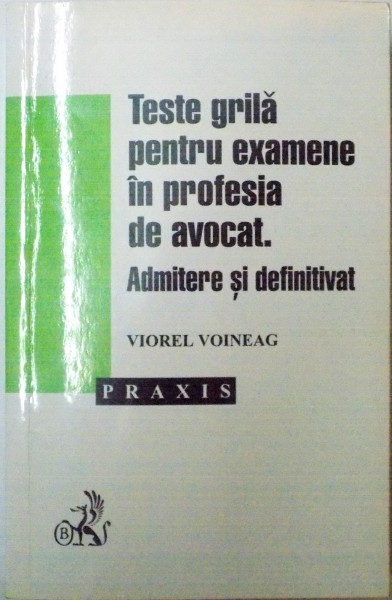 Teste grilă
pentru examene
în profesia
de avocat.
Admitere și definitivat
VIOREL VOINEAG
PRAXIS
B